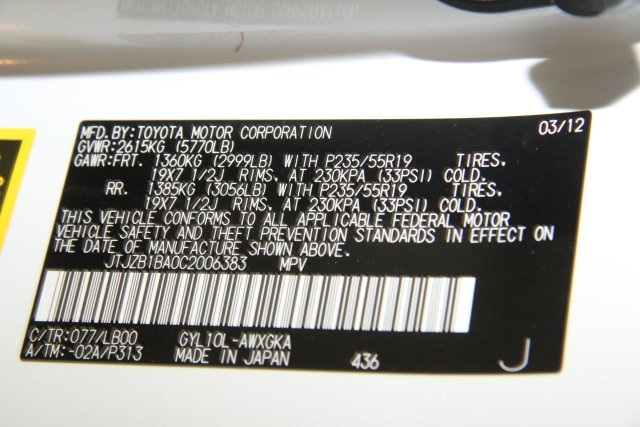 MFD. BY: TOYOTA MOTOR CORPORATION 03/12
GVWR: 2615KG (5770LB)
GAWR: FRT. 1360KG (2999LB) WITH P235/55R19 TIRES.
19X7 1/2J RIMS. AT 230KPA (33PSI) COLD.
RR. 1385KG (3056LB) WITH P235/55R19 TIRES.
19X7 1/2J RIMS. AT 230KPA (33PSI) COLD.
THIS VEHICLE CONFORMS TO ALL APPLICABLE FEDERAL MOTOR
VEHICLE SAFETY AND THEFT PREVENTION STANDARDS IN EFFECT ON
THE DATE OF MANUFACTURE SHOWN ABOVE.
JTJZB1BA0C2006383 MPV
C/TR: 077/LB00 GYL10L-AWXGKA
A/TM: -02A/P313 MADE IN JAPAN 436 J